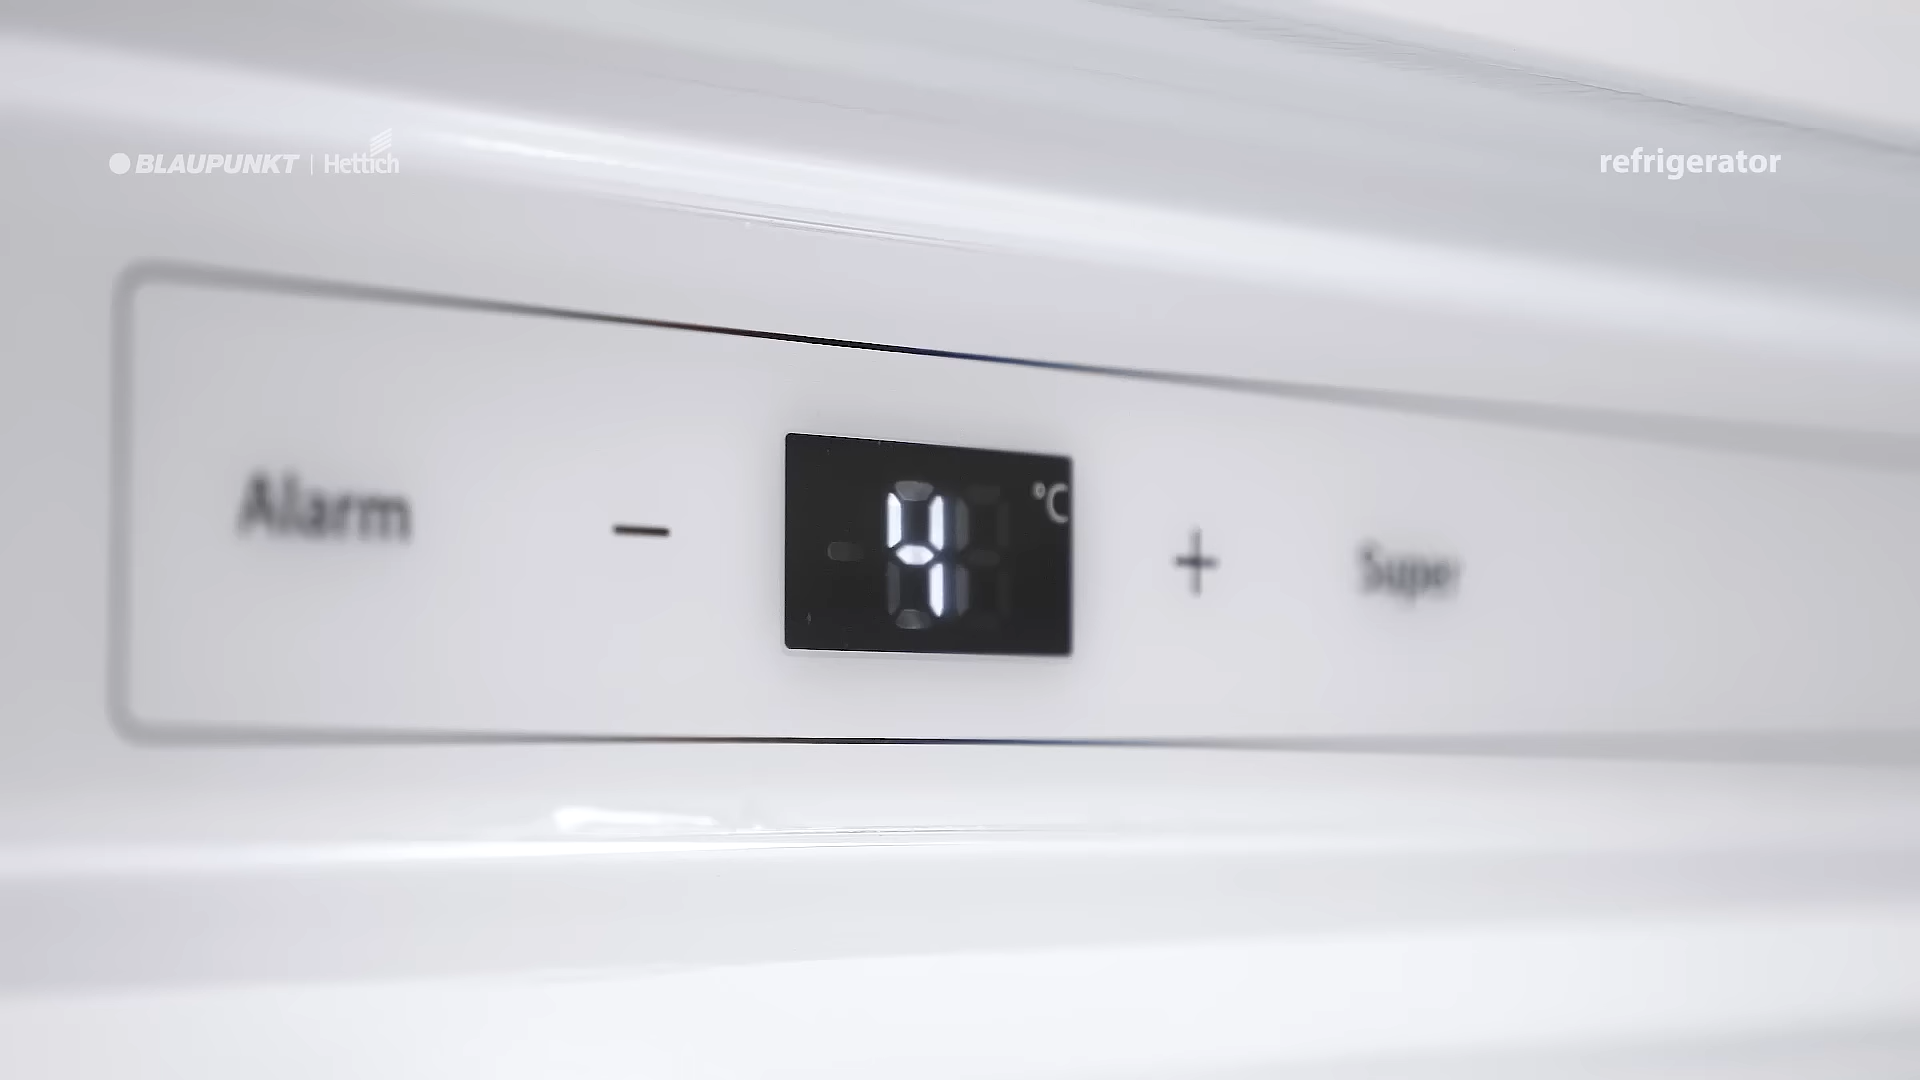 BLAUPUNKT | Hettich
refrigerator
Alarm − 4 °C + Super